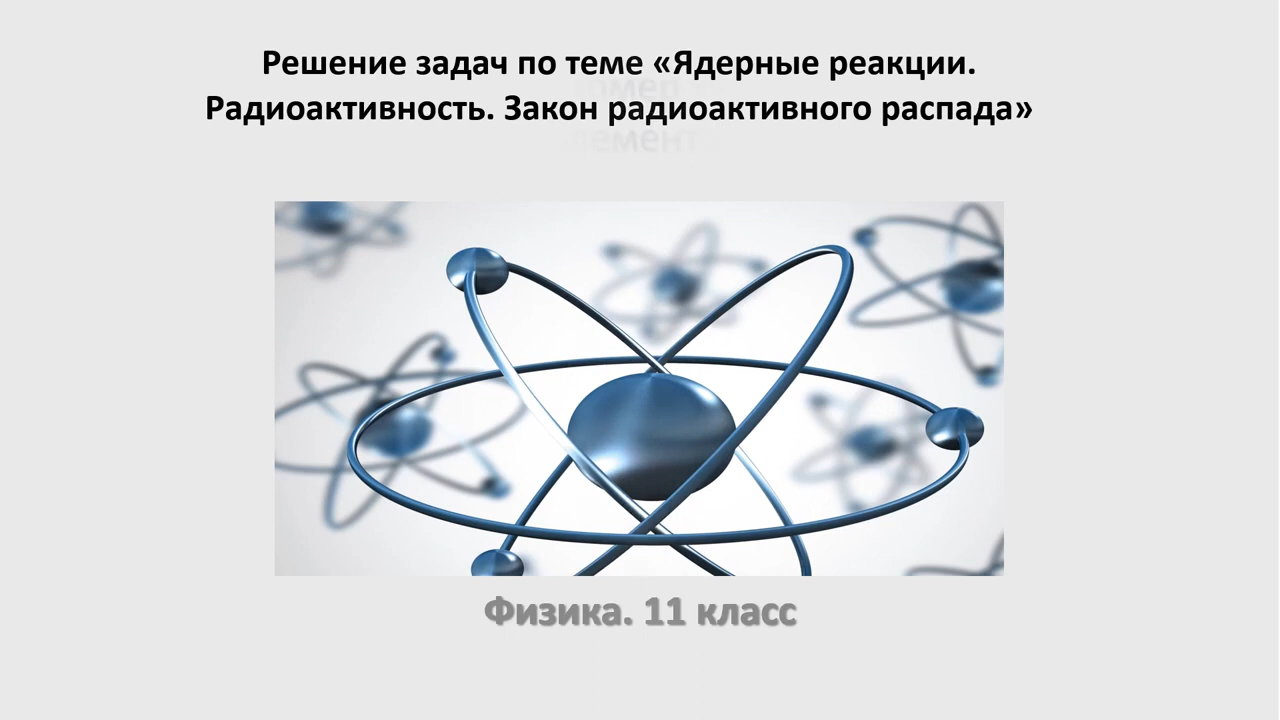 Решение задач по теме «Ядерные реакции.
Радиоактивность. Закон радиоактивного распада»
Физика. 11 класс